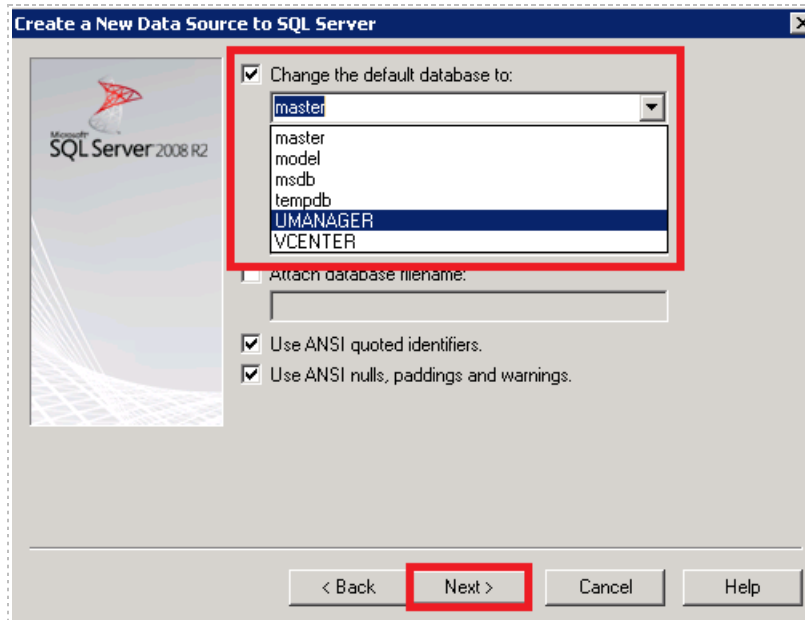 Create a New Data Source to SQL Server
Microsoft
SQL Server 2008 R2
Change the default database to:
master
master
model
msdb
tempdb
UMANAGER
VCENTER
Attach database filename:
Use ANSI quoted identifiers.
Use ANSI nulls, paddings and warnings.
< Back
Next >
Cancel
Help